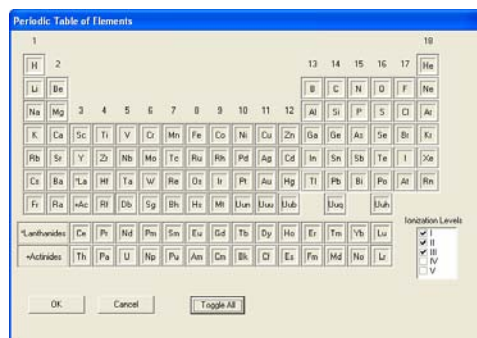 Periodic Table of Elements
1 18
H 2 13 14 15 16 17 He
Li Be B C N O F Ne
Na Mg 3 4 5 6 7 8 9 10 11 12 Al Si P S Cl Ar
K Ca Sc Ti V Cr Mn Fe Co Ni Cu Zn Ga Ge As Se Br Kr
Rb Sr Y Zr Nb Mo Tc Ru Rh Pd Ag Cd In Sn Sb Te I Xe
Cs Ba *La Hf Ta W Re Os Ir Pt Au Hg Tl Pb Bi Po At Rn
Fr Ra +Ac Rf Db Sg Bh Hs Mt Uun Uuu Uub Uuq Uuh
*Lanthanides Ce Pr Nd Pm Sm Eu Gd Tb Dy Ho Er Tm Yb Lu
+Actinides Th Pa U Np Pu Am Cm Bk Cf Es Fm Md No Lr
Ionization Levels
I
II
III
IV
V
OK Cancel Toggle All